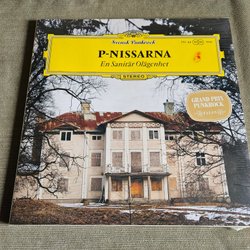 Svensk Punkrock
P-NISSARNA
En Sanitär Olägenhet
STEREO
GRAND PRIX
PUNKROCK